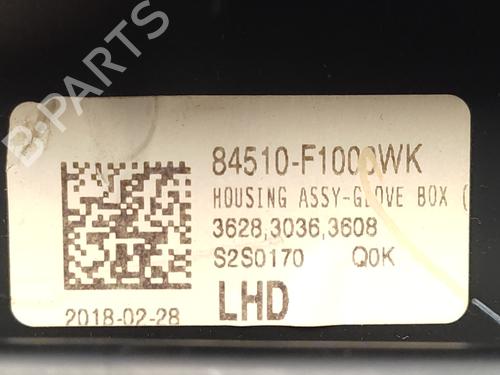 B-PARTS
84510-F1000WK
HOUSING ASSY-GLOVE BOX (
3628,3036,3608
S2S0170 Q0K
LHD
2018-02-28